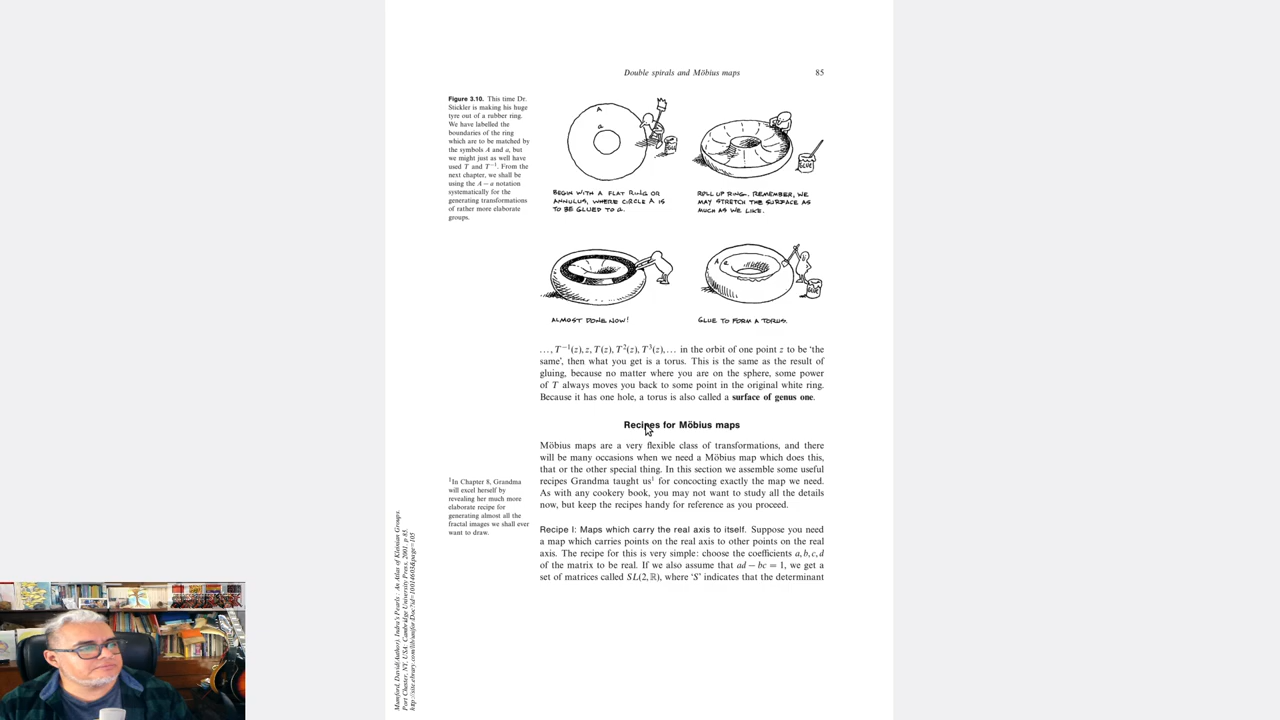 Double spirals and Möbius maps 85
Figure 3.10. This time Dr.
Stickler is making his huge
tyre out of a rubber ring.
We have labelled the
boundaries of the ring
which are to be matched by
the symbols A and a, but
we might just as well have
used T and T⁻¹. From the
next chapter, we shall be
using the A – a notation
systematically for the
generating transformations
of rather more elaborate
groups.
A
a
GLUE
BEGIN WITH A FLAT RING OR
ANNULUS, WHERE CIRCLE A IS
TO BE GLUED TO a.
GLUE
ROLL UP RING. REMEMBER, WE
MAY STRETCH THE SURFACE AS
MUCH AS WE LIKE.
ALMOST DONE NOW!
A a
GLUE
GLUE TO FORM A TORUS.
…, T⁻¹(z), z, T(z), T²(z), T³(z), … in the orbit of one point z to be ‘the
same’, then what you get is a torus. This is the same as the result of
gluing, because no matter where you are on the sphere, some power
of T always moves you back to some point in the original white ring.
Because it has one hole, a torus is also called a surface of genus one.
Recipes for Möbius maps
Möbius maps are a very flexible class of transformations, and there
will be many occasions when we need a Möbius map which does this,
that or the other special thing. In this section we assemble some useful
recipes Grandma taught us¹ for concocting exactly the map we need.
As with any cookery book, you may not want to study all the details
now, but keep the recipes handy for reference as you proceed.
¹In Chapter 8, Grandma
will excel herself by
revealing her much more
elaborate recipe for
generating almost all the
fractal images we shall ever
want to draw.
Recipe I: Maps which carry the real axis to itself. Suppose you need
a map which carries points on the real axis to other points on the real
axis. The recipe for this is very simple: choose the coefficients a, b, c, d
of the matrix to be real. If we also assume that ad − bc = 1, we get a
set of matrices called SL(2, ℝ), where ‘S’ indicates that the determinant
Mumford, David(Author). Indra's Pearls : An Atlas of Kleinian Groups.
Port Chester, NY, USA: Cambridge University Press, 2002. p 85.